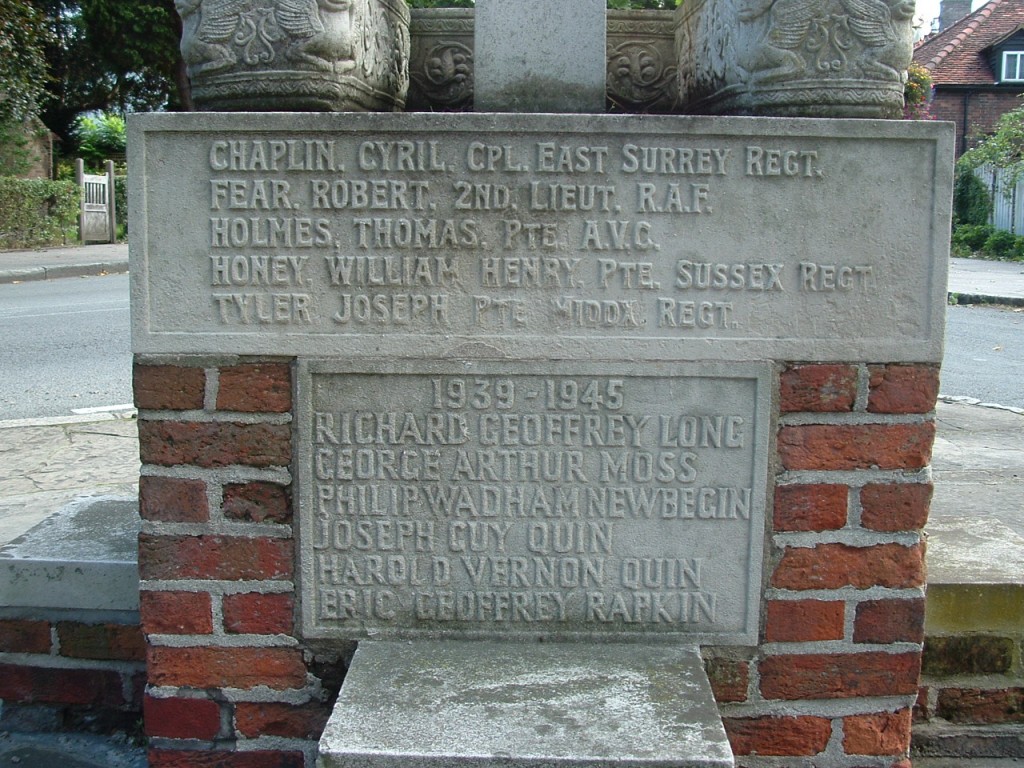 CHAPLIN. CYRIL. CPL. EAST SURREY REGT.
FEAR. ROBERT. 2ND. LIEUT. R.A.F.
HOLMES. THOMAS. PTE. A.V.C.
HONEY. WILLIAM HENRY. PTE. SUSSEX REGT.
TYLER JOSEPH PTE MIDDX. REGT.
1939-1945
RICHARD GEOFFREY LONG
GEORGE ARTHUR MOSS
PHILIP WADHAM NEWBEGIN
JOSEPH GUY QUIN
HAROLD VERNON QUIN
ERIC GEOFFREY RAPKIN